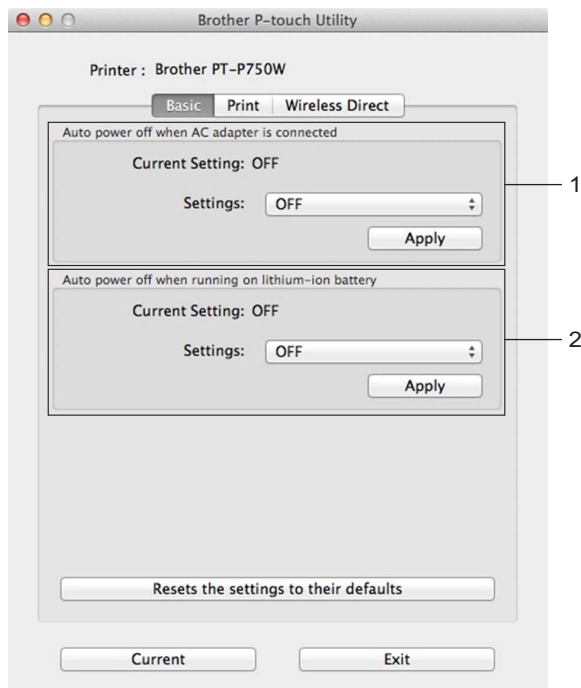 Brother P-touch Utility
Printer : Brother PT-P750W
Basic Print Wireless Direct
Auto power off when AC adapter is connected
Current Setting: OFF
Settings: OFF
Apply
1
Auto power off when running on lithium-ion battery
Current Setting: OFF
Settings: OFF
Apply
2
Resets the settings to their defaults
Current Exit